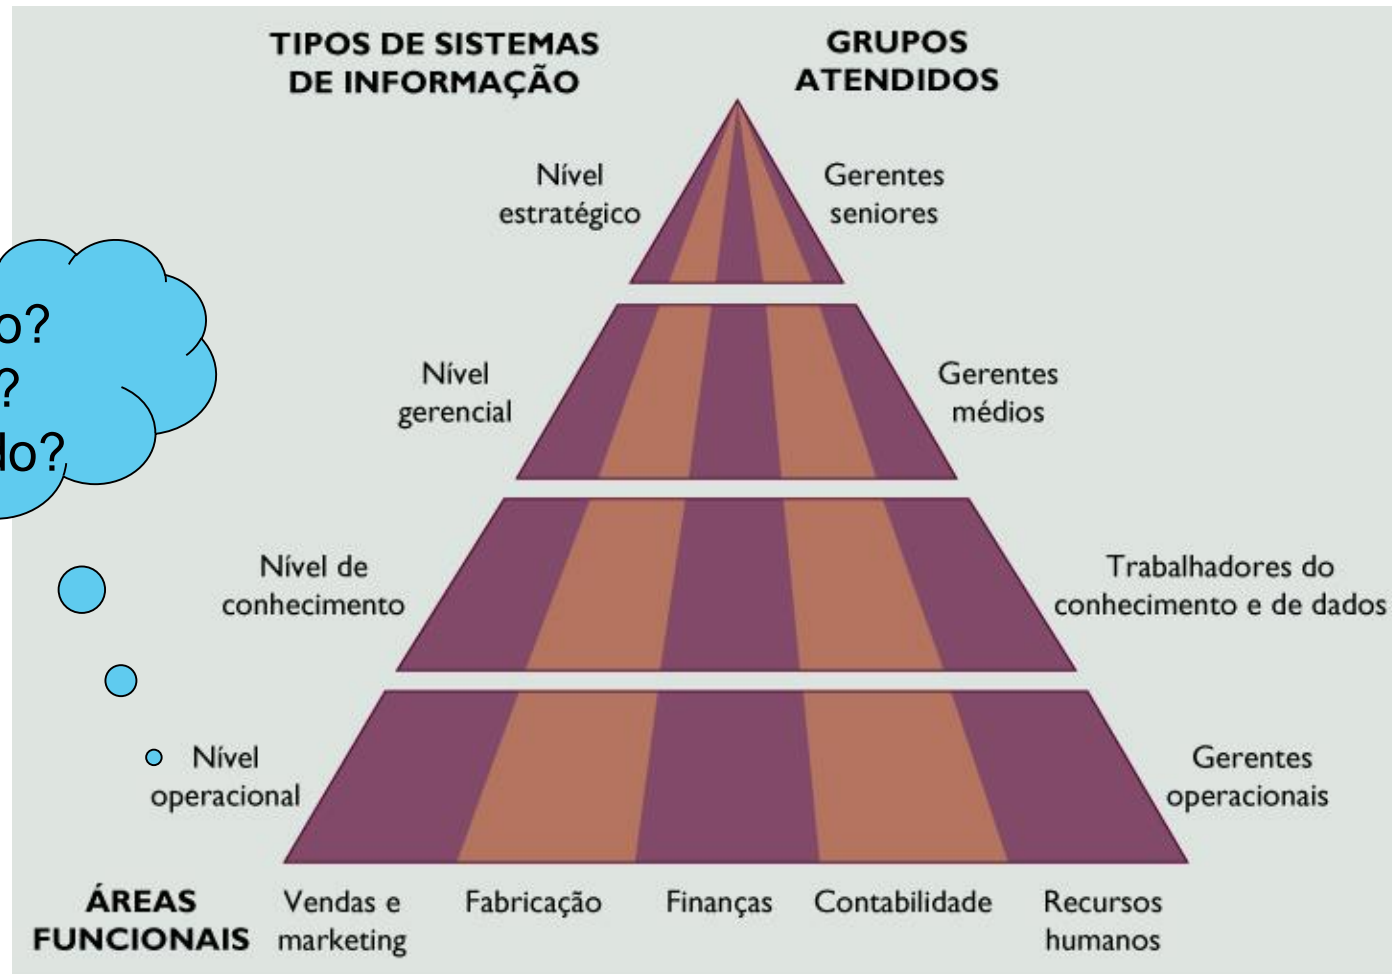 TIPOS DE SISTEMAS
DE INFORMAÇÃO
GRUPOS
ATENDIDOS
Nível
estratégico
Gerentes
seniores
Nível
gerencial
Gerentes
médios
Nível de
conhecimento
Trabalhadores do
conhecimento e de dados
Nível
operacional
Gerentes
operacionais
ÁREAS
FUNCIONAIS
Vendas e
marketing
Fabricação
Finanças
Contabilidade
Recursos
humanos